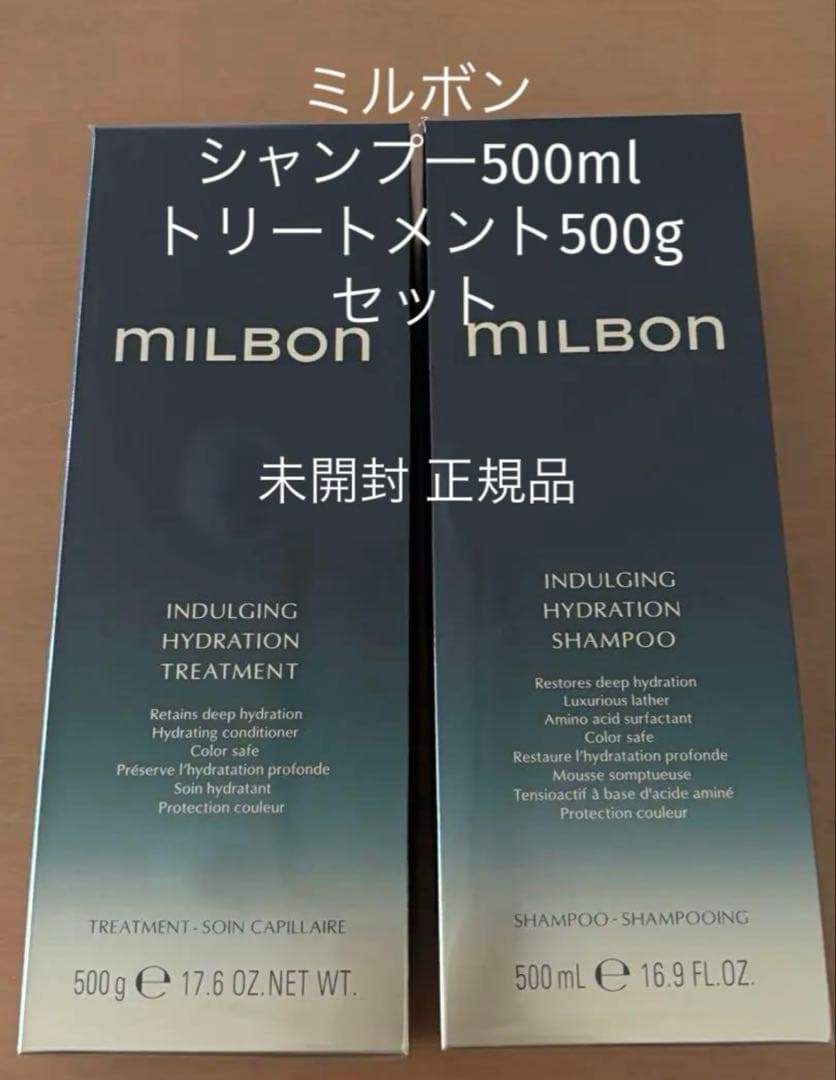 ミルボン
シャンプー500ml
トリートメント500g
セット
MILBON
MILBON
未開封 正規品
INDULGING
HYDRATION
TREATMENT
Retains deep hydration
Hydrating conditioner
Color safe
Préserve l'hydratation profonde
Soin hydratant
Protection couleur
TREATMENT - SOIN CAPILLAIRE
500 g ℮ 17.6 OZ. NET WT.
INDULGING
HYDRATION
SHAMPOO
Restores deep hydration
Luxurious lather
Amino acid surfactant
Color safe
Restaure l'hydratation profonde
Mousse somptueuse
Tensioactif à base d'acide aminé
Protection couleur
SHAMPOO - SHAMPOOING
500 mL ℮ 16.9 FL.OZ.